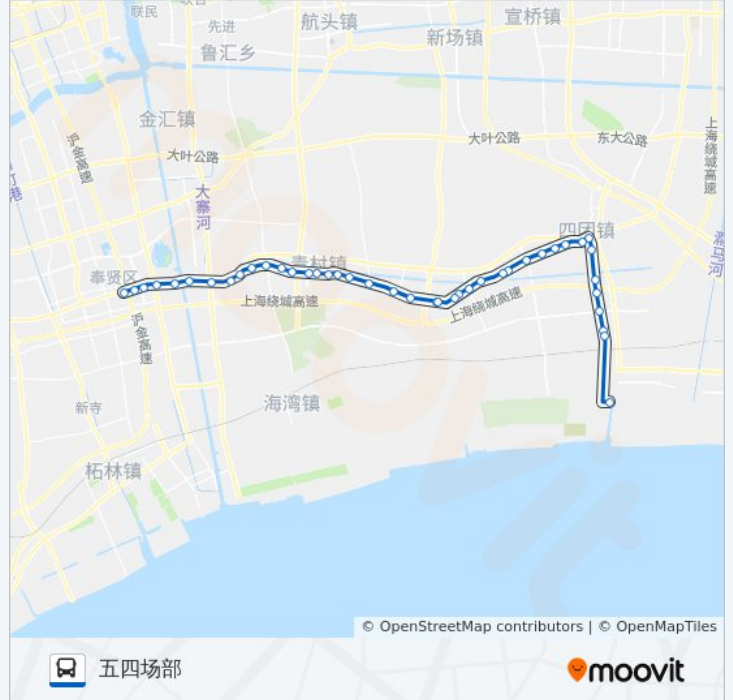 联民
联合
先进
航头镇
宣桥镇
新场镇
鲁汇乡
金汇镇
沪金高速
大叶公路
大叶公路
东大公路
上海绕城高速
港
大寨河
四团镇
奉贤区
青村镇
上海绕城高速
上海绕城高速
沪金高速
新寺
海湾镇
柘林镇
© OpenStreetMap contributors | © OpenMapTiles
五四场部
moovit